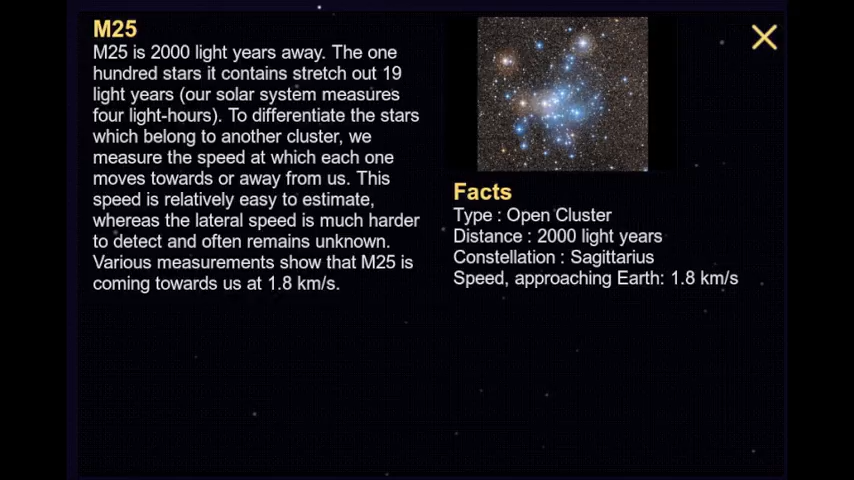 M25
M25 is 2000 light years away. The one
hundred stars it contains stretch out 19
light years (our solar system measures
four light-hours). To differentiate the stars
which belong to another cluster, we
measure the speed at which each one
moves towards or away from us. This
speed is relatively easy to estimate,
whereas the lateral speed is much harder
to detect and often remains unknown.
Various measurements show that M25 is
coming towards us at 1.8 km/s.
Facts
Type : Open Cluster
Distance : 2000 light years
Constellation : Sagittarius
Speed, approaching Earth: 1.8 km/s